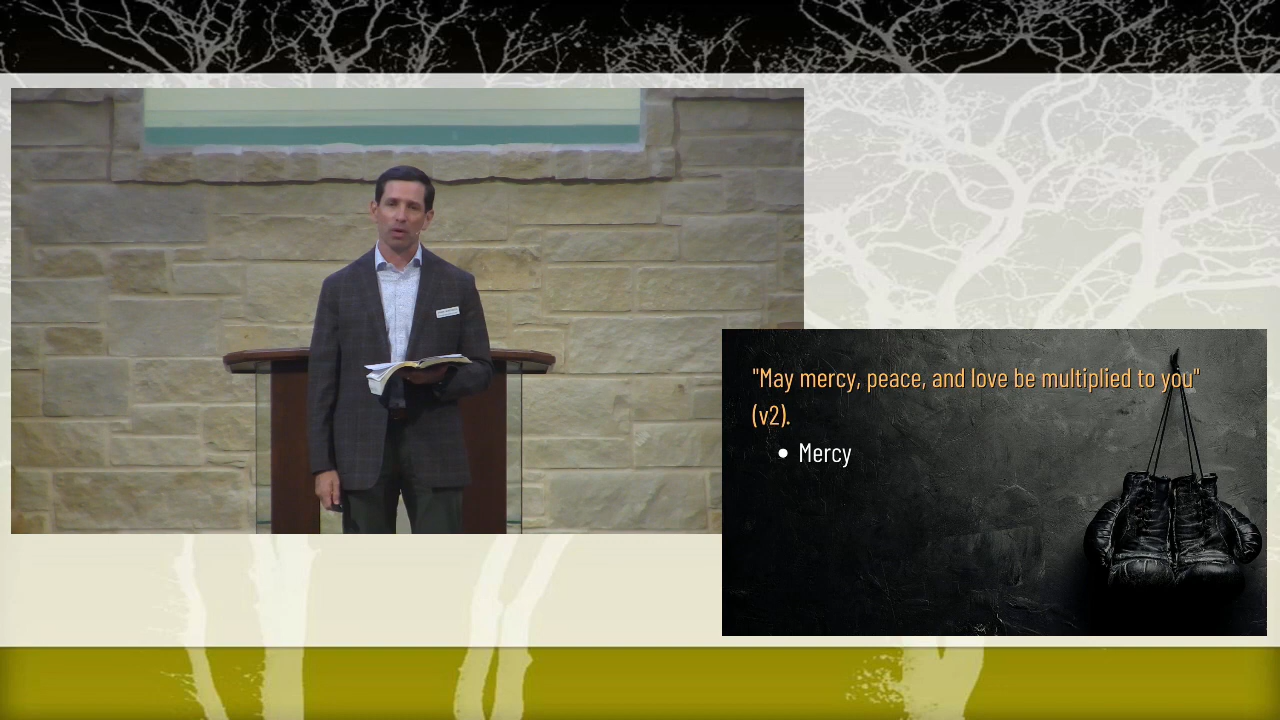 "May mercy, peace, and love be multiplied to you"
(v2).
• Mercy